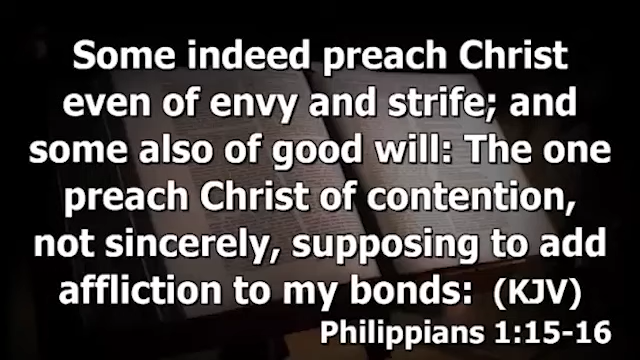 Some indeed preach Christ
even of envy and strife; and
some also of good will: The one
preach Christ of contention,
not sincerely, supposing to add
affliction to my bonds: (KJV)
Philippians 1:15-16